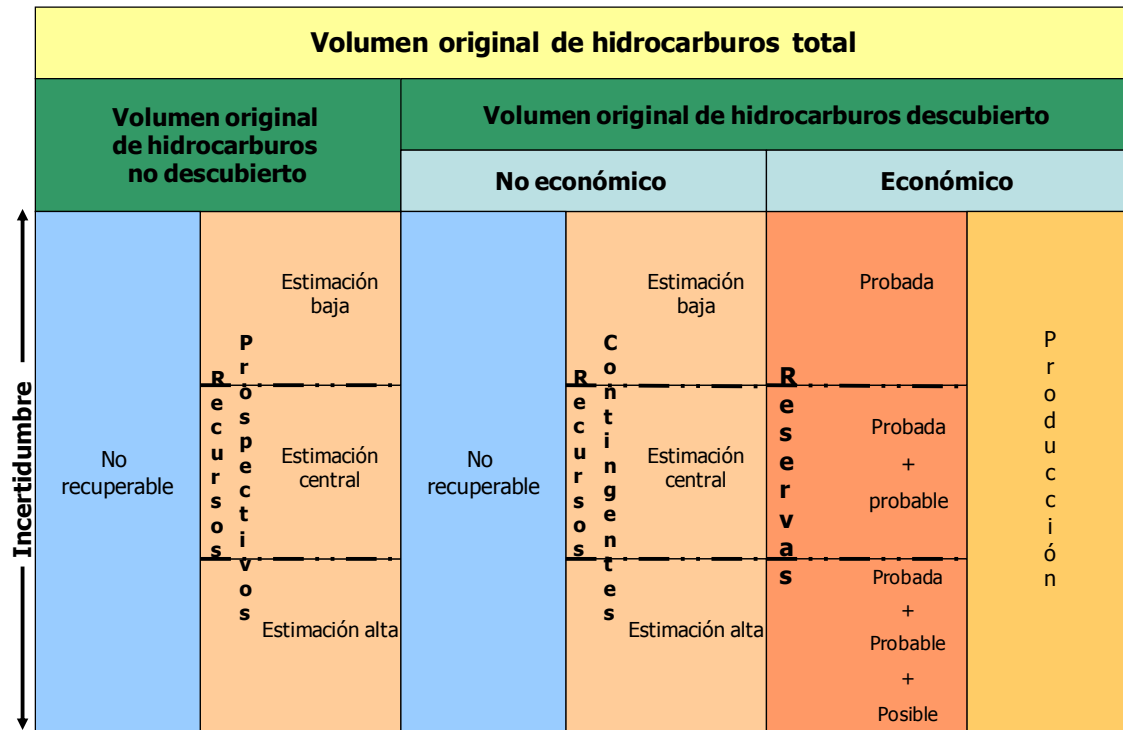 Volumen original de hidrocarburos total
Volumen original
de hidrocarburos
no descubierto
Volumen original de hidrocarburos descubierto
No económico
Económico
Incertidumbre
No
recuperable
Recursos
Prospectivos
Estimación
baja
Estimación
central
Estimación alta
No
recuperable
Recursos
Contingentes
Estimación
baja
Estimación
central
Estimación alta
Reservas
Probada
Probada
+
probable
Probada
+
Probable
+
Posible
Producción